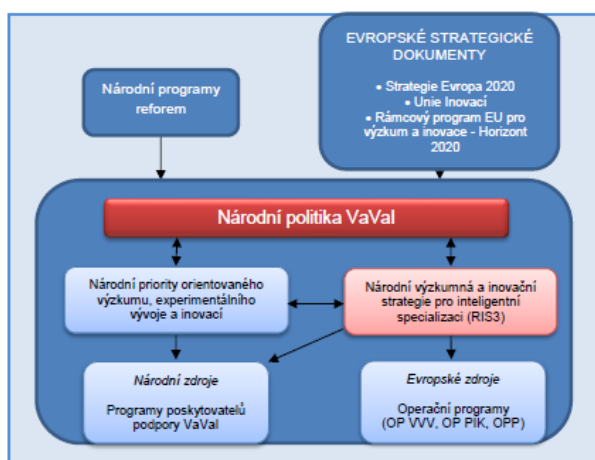 Národní programy
reforem
EVROPSKÉ STRATEGICKÉ
DOKUMENTY
• Strategie Evropa 2020
• Unie Inovací
• Rámcový program EU pro
výzkum a inovace - Horizont
2020
Národní politika VaVaI
Národní priority orientovaného
výzkumu, experimentálního
vývoje a inovací
Národní výzkumná a inovační
strategie pro inteligentní
specializaci (RIS3)
Národní zdroje
Programy poskytovatelů
podpory VaVaI
Evropské zdroje
Operační programy
(OP VVV, OP PIK, OPP)